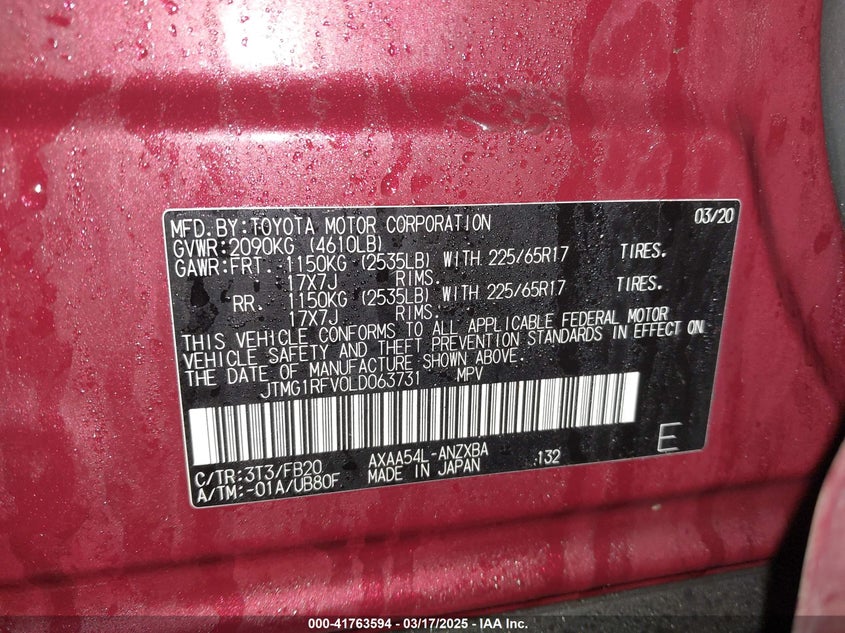 MFD.BY:TOYOTA MOTOR CORPORATION 03/20
GVWR:2090KG (4610LB)
GAWR:FRT. 1150KG (2535LB) WITH 225/65R17 TIRES.
17X7J RIMS.
RR. 1150KG (2535LB) WITH 225/65R17 TIRES.
17X7J RIMS.
THIS VEHICLE CONFORMS TO ALL APPLICABLE FEDERAL MOTOR
VEHICLE SAFETY AND THEFT PREVENTION STANDARDS IN EFFECT ON
THE DATE OF MANUFACTURE SHOWN ABOVE.
JTMG1RFV0LD063731 MPV
C/TR:3T3/FB20 AXAA54L-ANZXBA .132 E
A/TM:-01A/UB80F MADE IN JAPAN
000-41763594 - 03/17/2025 - IAA Inc.